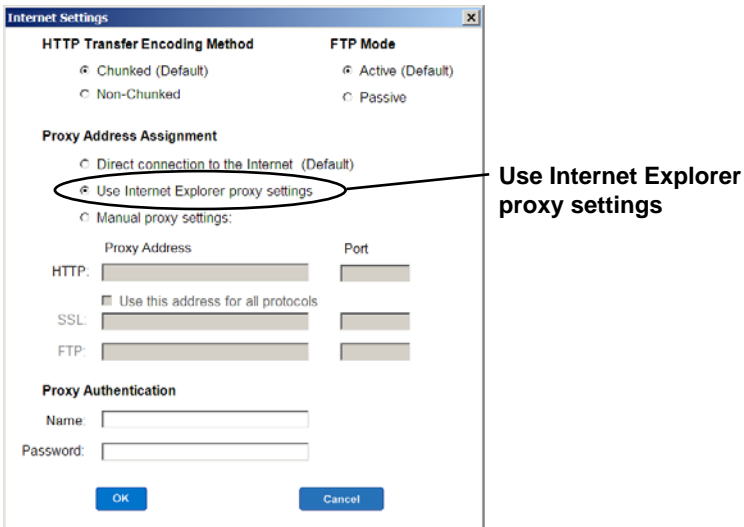 Internet Settings
HTTP Transfer Encoding Method
FTP Mode
Chunked (Default)
Active (Default)
Non-Chunked
Passive
Proxy Address Assignment
Direct connection to the Internet (Default)
Use Internet Explorer proxy settings
Use Internet Explorer
proxy settings
Manual proxy settings:
Proxy Address
Port
HTTP:
Use this address for all protocols
SSL:
FTP:
Proxy Authentication
Name:
Password:
OK
Cancel